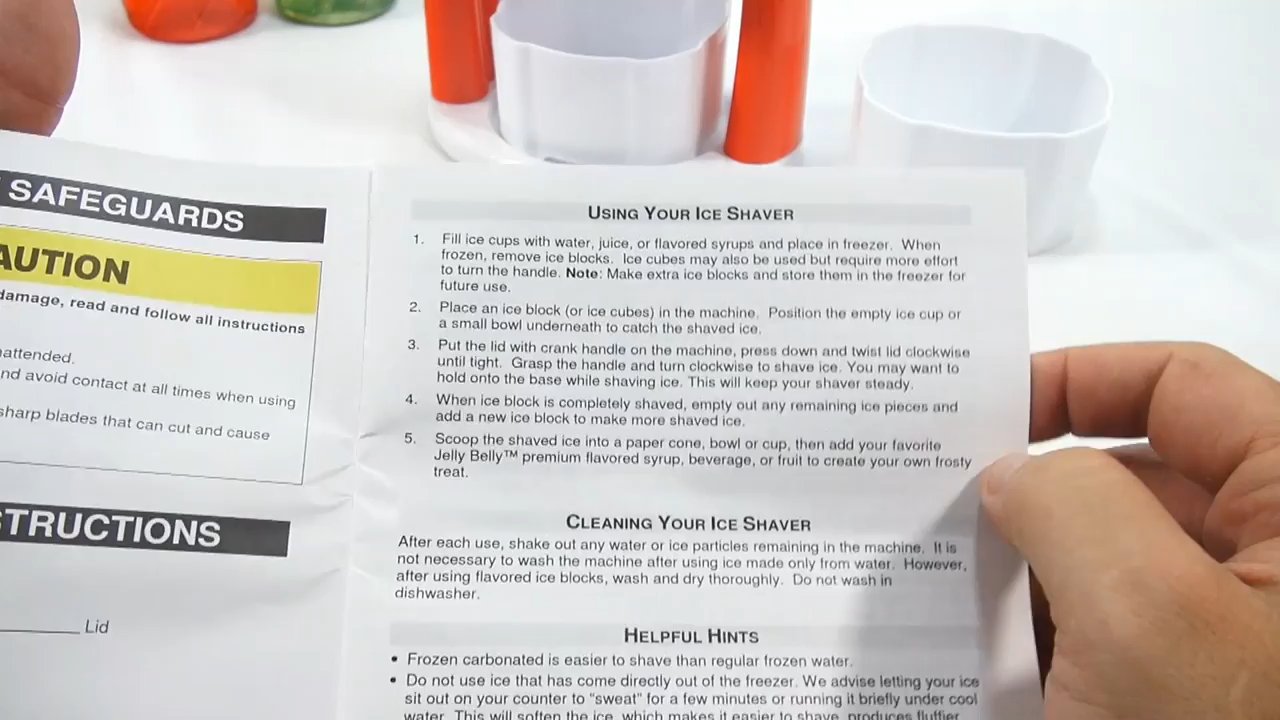 SAFEGUARDS
AUTION
damage, read and follow all instructions
nattended.
nd avoid contact at all times when using
sharp blades that can cut and cause
STRUCTIONS
Lid
USING YOUR ICE SHAVER
1. Fill ice cups with water, juice, or flavored syrups and place in freezer. When
frozen, remove ice blocks. Ice cubes may also be used but require more effort
to turn the handle. Note: Make extra ice blocks and store them in the freezer for
future use.
2. Place an ice block (or ice cubes) in the machine. Position the empty ice cup or
a small bowl underneath to catch the shaved ice.
3. Put the lid with crank handle on the machine, press down and twist lid clockwise
until tight. Grasp the handle and turn clockwise to shave ice. You may want to
hold onto the base while shaving ice. This will keep your shaver steady.
4. When ice block is completely shaved, empty out any remaining ice pieces and
add a new ice block to make more shaved ice.
5. Scoop the shaved ice into a paper cone, bowl or cup, then add your favorite
Jelly Belly™ premium flavored syrup, beverage, or fruit to create your own frosty
treat.
CLEANING YOUR ICE SHAVER
After each use, shake out any water or ice particles remaining in the machine. It is
not necessary to wash the machine after using ice made only from water. However,
after using flavored ice blocks, wash and dry thoroughly. Do not wash in
dishwasher.
HELPFUL HINTS
• Frozen carbonated is easier to shave than regular frozen water.
• Do not use ice that has come directly out of the freezer. We advise letting your ice
sit out on your counter to "sweat" for a few minutes or running it briefly under cool
water. This will soften the ice, which makes it easier to shave, produces fluffier